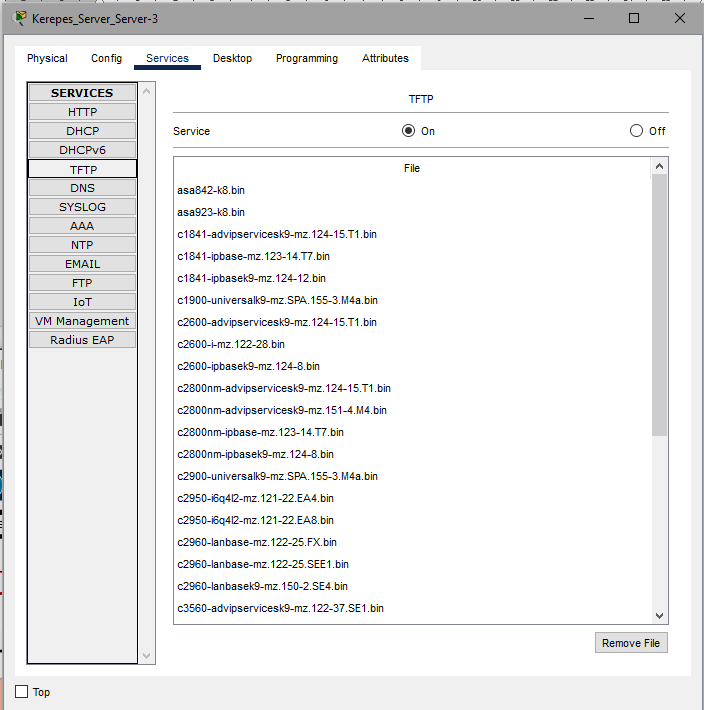 Kerepes_Server_Server-3
Physical Config Services Desktop Programming Attributes
SERVICES
HTTP
DHCP
DHCPv6
TFTP
DNS
SYSLOG
AAA
NTP
EMAIL
FTP
IoT
VM Management
Radius EAP
TFTP
Service On Off
File
asa842-k8.bin
asa923-k8.bin
c1841-advipservicesk9-mz.124-15.T1.bin
c1841-ipbase-mz.123-14.T7.bin
c1841-ipbasek9-mz.124-12.bin
c1900-universalk9-mz.SPA.155-3.M4a.bin
c2600-advipservicesk9-mz.124-15.T1.bin
c2600-i-mz.122-28.bin
c2600-ipbasek9-mz.124-8.bin
c2800nm-advipservicesk9-mz.124-15.T1.bin
c2800nm-advipservicesk9-mz.151-4.M4.bin
c2800nm-ipbase-mz.123-14.T7.bin
c2800nm-ipbasek9-mz.124-8.bin
c2900-universalk9-mz.SPA.155-3.M4a.bin
c2950-i6q4l2-mz.121-22.EA4.bin
c2950-i6q4l2-mz.121-22.EA8.bin
c2960-lanbase-mz.122-25.FX.bin
c2960-lanbase-mz.122-25.SEE1.bin
c2960-lanbasek9-mz.150-2.SE4.bin
c3560-advipservicesk9-mz.122-37.SE1.bin
Remove File
Top